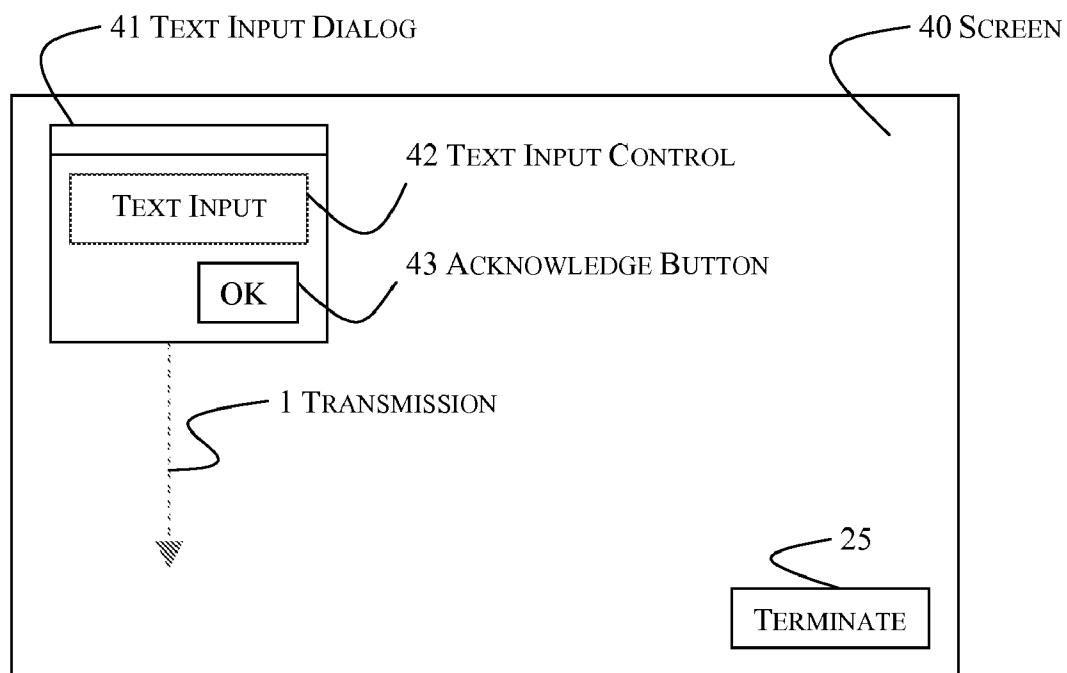 41 TEXT INPUT DIALOG
40 SCREEN
42 TEXT INPUT CONTROL
TEXT INPUT
43 ACKNOWLEDGE BUTTON
OK
1 TRANSMISSION
25
TERMINATE